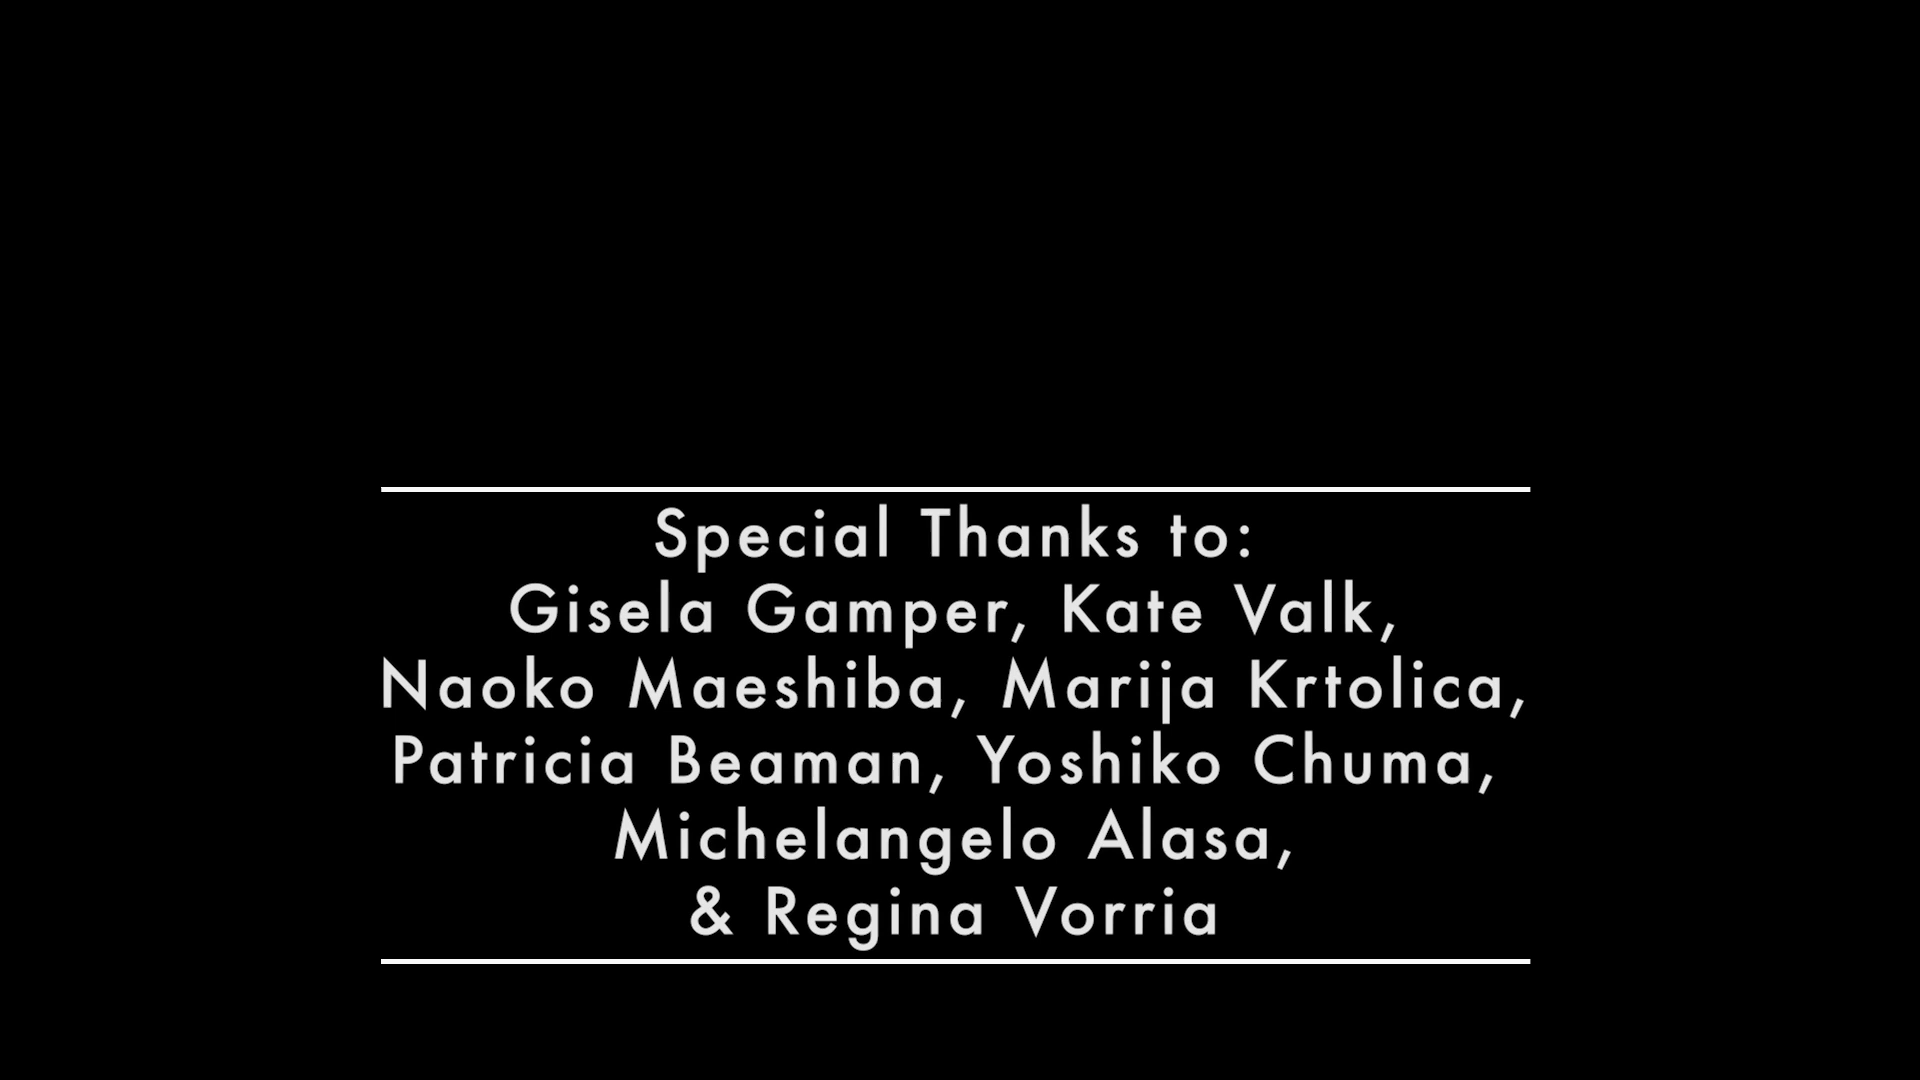 Special Thanks to:
Gisela Gamper, Kate Valk,
Naoko Maeshiba, Marija Krtolica,
Patricia Beaman, Yoshiko Chuma,
Michelangelo Alasa,
& Regina Vorria